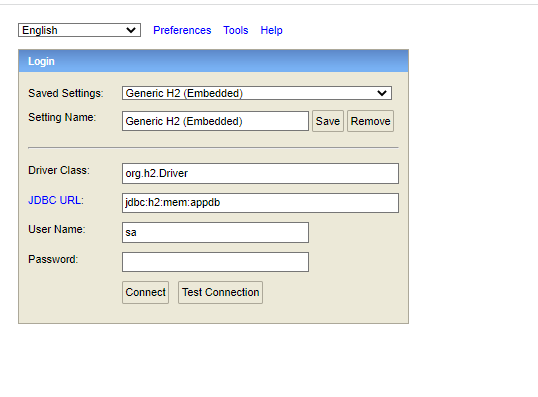 English Preferences Tools Help
Login
Saved Settings: Generic H2 (Embedded)
Setting Name: Generic H2 (Embedded) Save Remove
Driver Class: org.h2.Driver
JDBC URL: jdbc:h2:mem:appdb
User Name: sa
Password:
Connect Test Connection